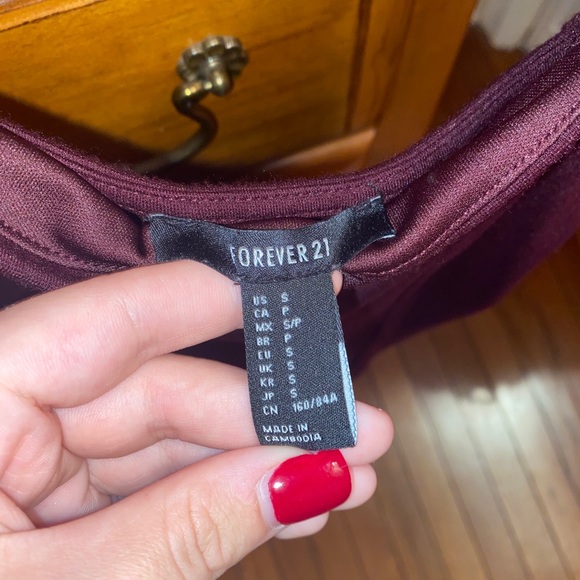 FOREVER 21
US S
CA P
MX S/P
BR P
EU S
UK S
KR S
JP S
CN 160/84A
MADE IN
CAMBODIA